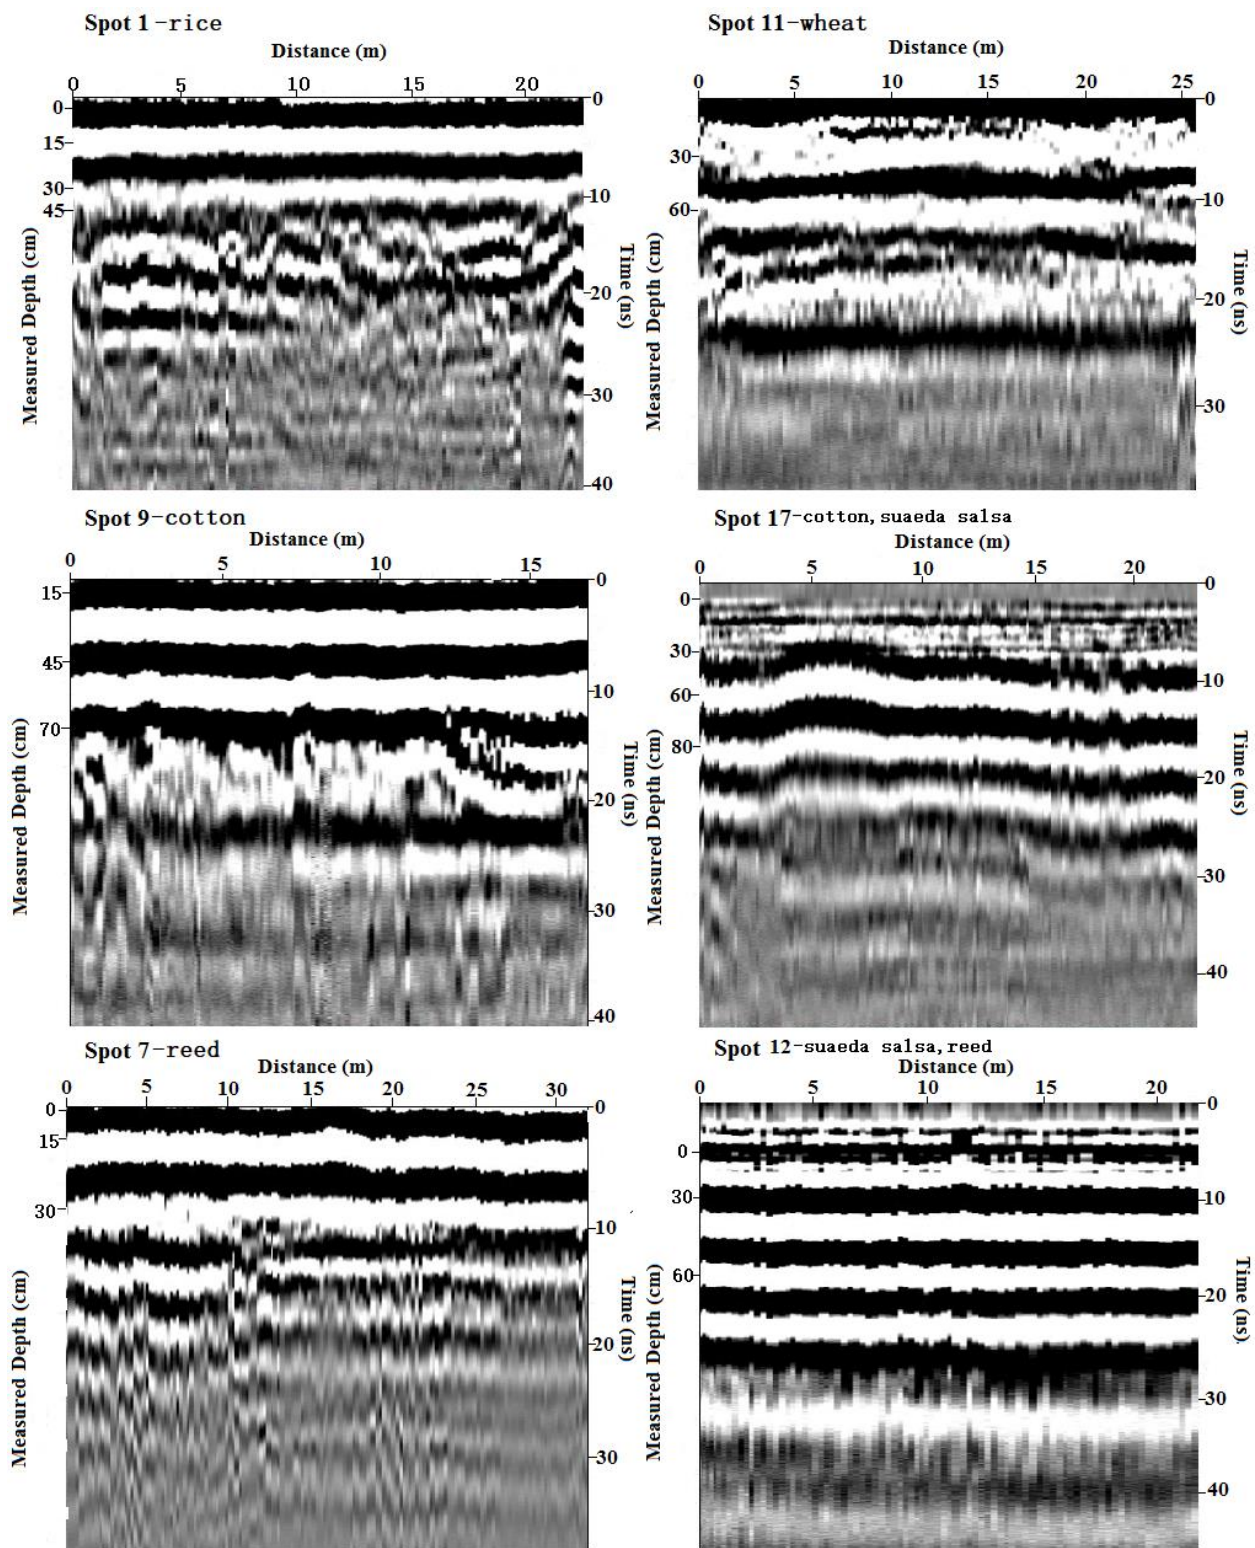 Spot 1-rice
Distance (m)
0 5 10 15 20
0
15
30
45
Measured Depth (cm)
0
10
20
30
40
Time (ns)
Spot 11-wheat
Distance (m)
0 5 10 15 20 25
30
60
Measured Depth (cm)
0
10
20
30
Time (ns)
Spot 9-cotton
Distance (m)
0 5 10 15
15
45
70
Measured Depth (cm)
0
10
20
30
40
Time (ns)
Spot 17-cotton,suaeda salsa
Distance (m)
0 5 10 15 20
0
30
60
80
Measured Depth (cm)
0
10
20
30
40
Time (ns)
Spot 7-reed
Distance (m)
0 5 10 15 20 25 30
0
15
30
Measured Depth (cm)
0
10
20
30
Time (ns)
Spot 12-suaeda salsa,reed
Distance (m)
0 5 10 15 20
0
30
60
Measured Depth (cm)
0
10
20
30
40
Time (ns).